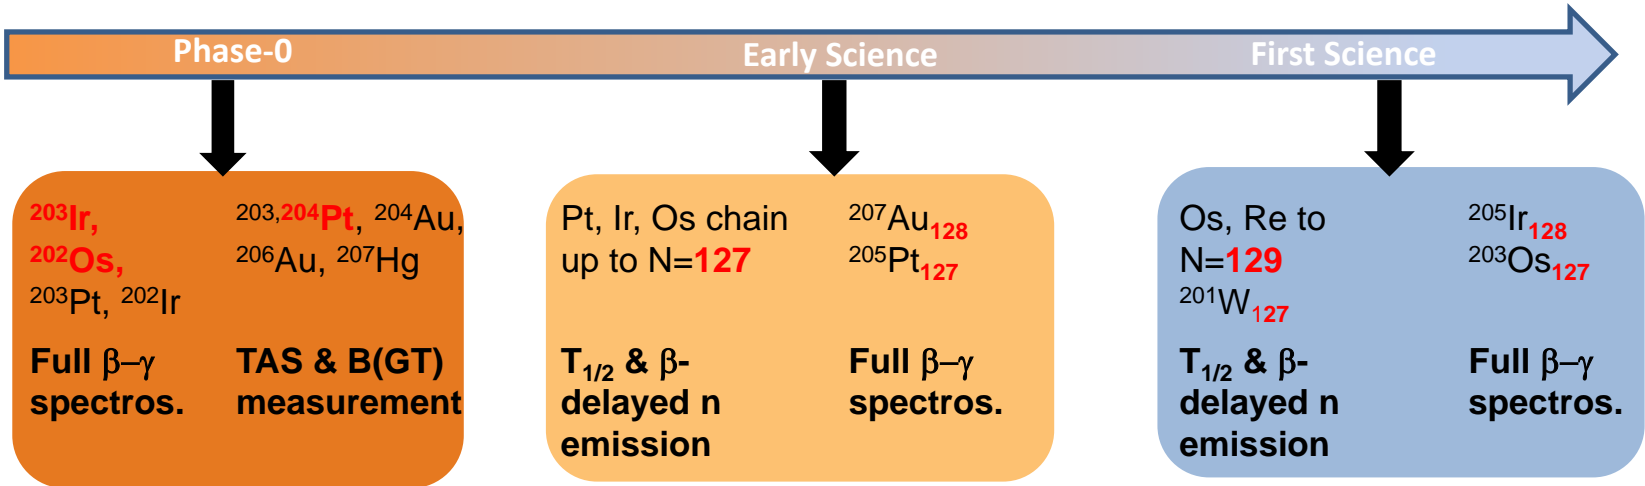 Phase-0
Early Science
First Science
²⁰³Ir,
²⁰²Os,
²⁰³Pt, ²⁰²Ir
Full β–γ
spectros.
²⁰³,²⁰⁴Pt, ²⁰⁴Au,
²⁰⁶Au, ²⁰⁷Hg
TAS & B(GT)
measurement
Pt, Ir, Os chain
up to N=127
T₁/₂ & β-
delayed n
emission
²⁰⁷Au₁₂₈
²⁰⁵Pt₁₂₇
Full β–γ
spectros.
Os, Re to
N=129
²⁰¹W₁₂₇
T₁/₂ & β-
delayed n
emission
²⁰⁵Ir₁₂₈
²⁰³Os₁₂₇
Full β–γ
spectros.